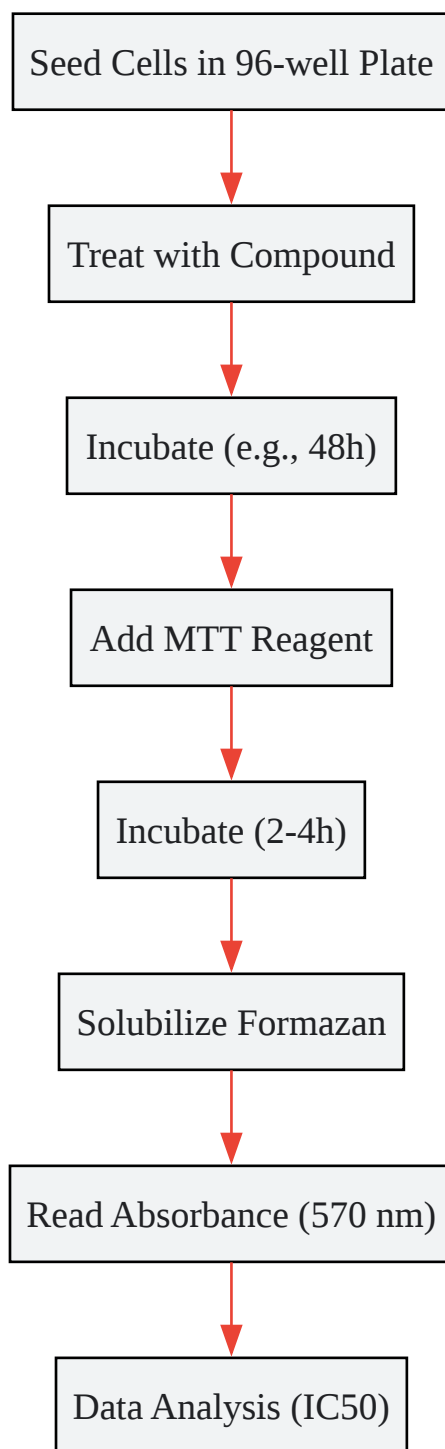 Seed Cells in 96-well Plate
Treat with Compound
Incubate (e.g., 48h)
Add MTT Reagent
Incubate (2-4h)
Solubilize Formazan
Read Absorbance (570 nm)
Data Analysis (IC50)